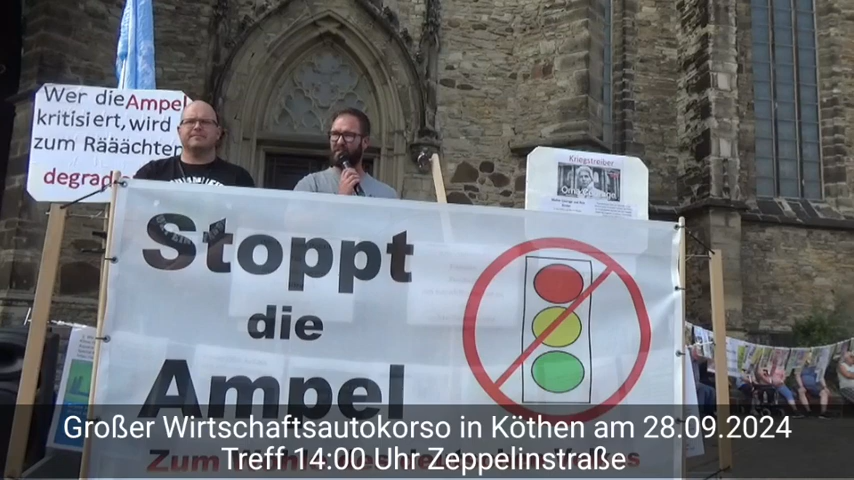 Wer die Ampel
kritisiert, wird
zum Rääächten
Kriegstreiber
Stoppt
die
Ampel
Großer Wirtschaftsautokorso in Köthen am 28.09.2024
Treff 14:00 Uhr Zeppelinstraße